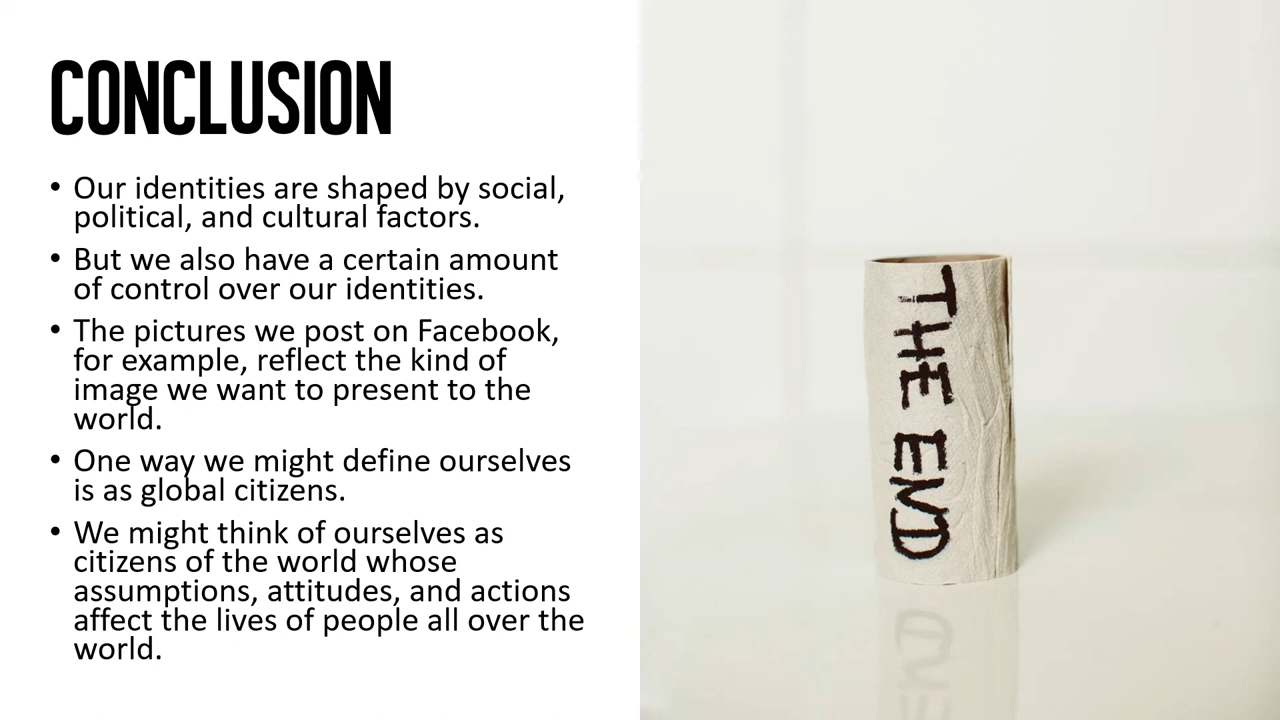 CONCLUSION
• Our identities are shaped by social,
political, and cultural factors.
• But we also have a certain amount
of control over our identities.
• The pictures we post on Facebook,
for example, reflect the kind of
image we want to present to the
world.
• One way we might define ourselves
is as global citizens.
• We might think of ourselves as
citizens of the world whose
assumptions, attitudes, and actions
affect the lives of people all over the
world.
THE END